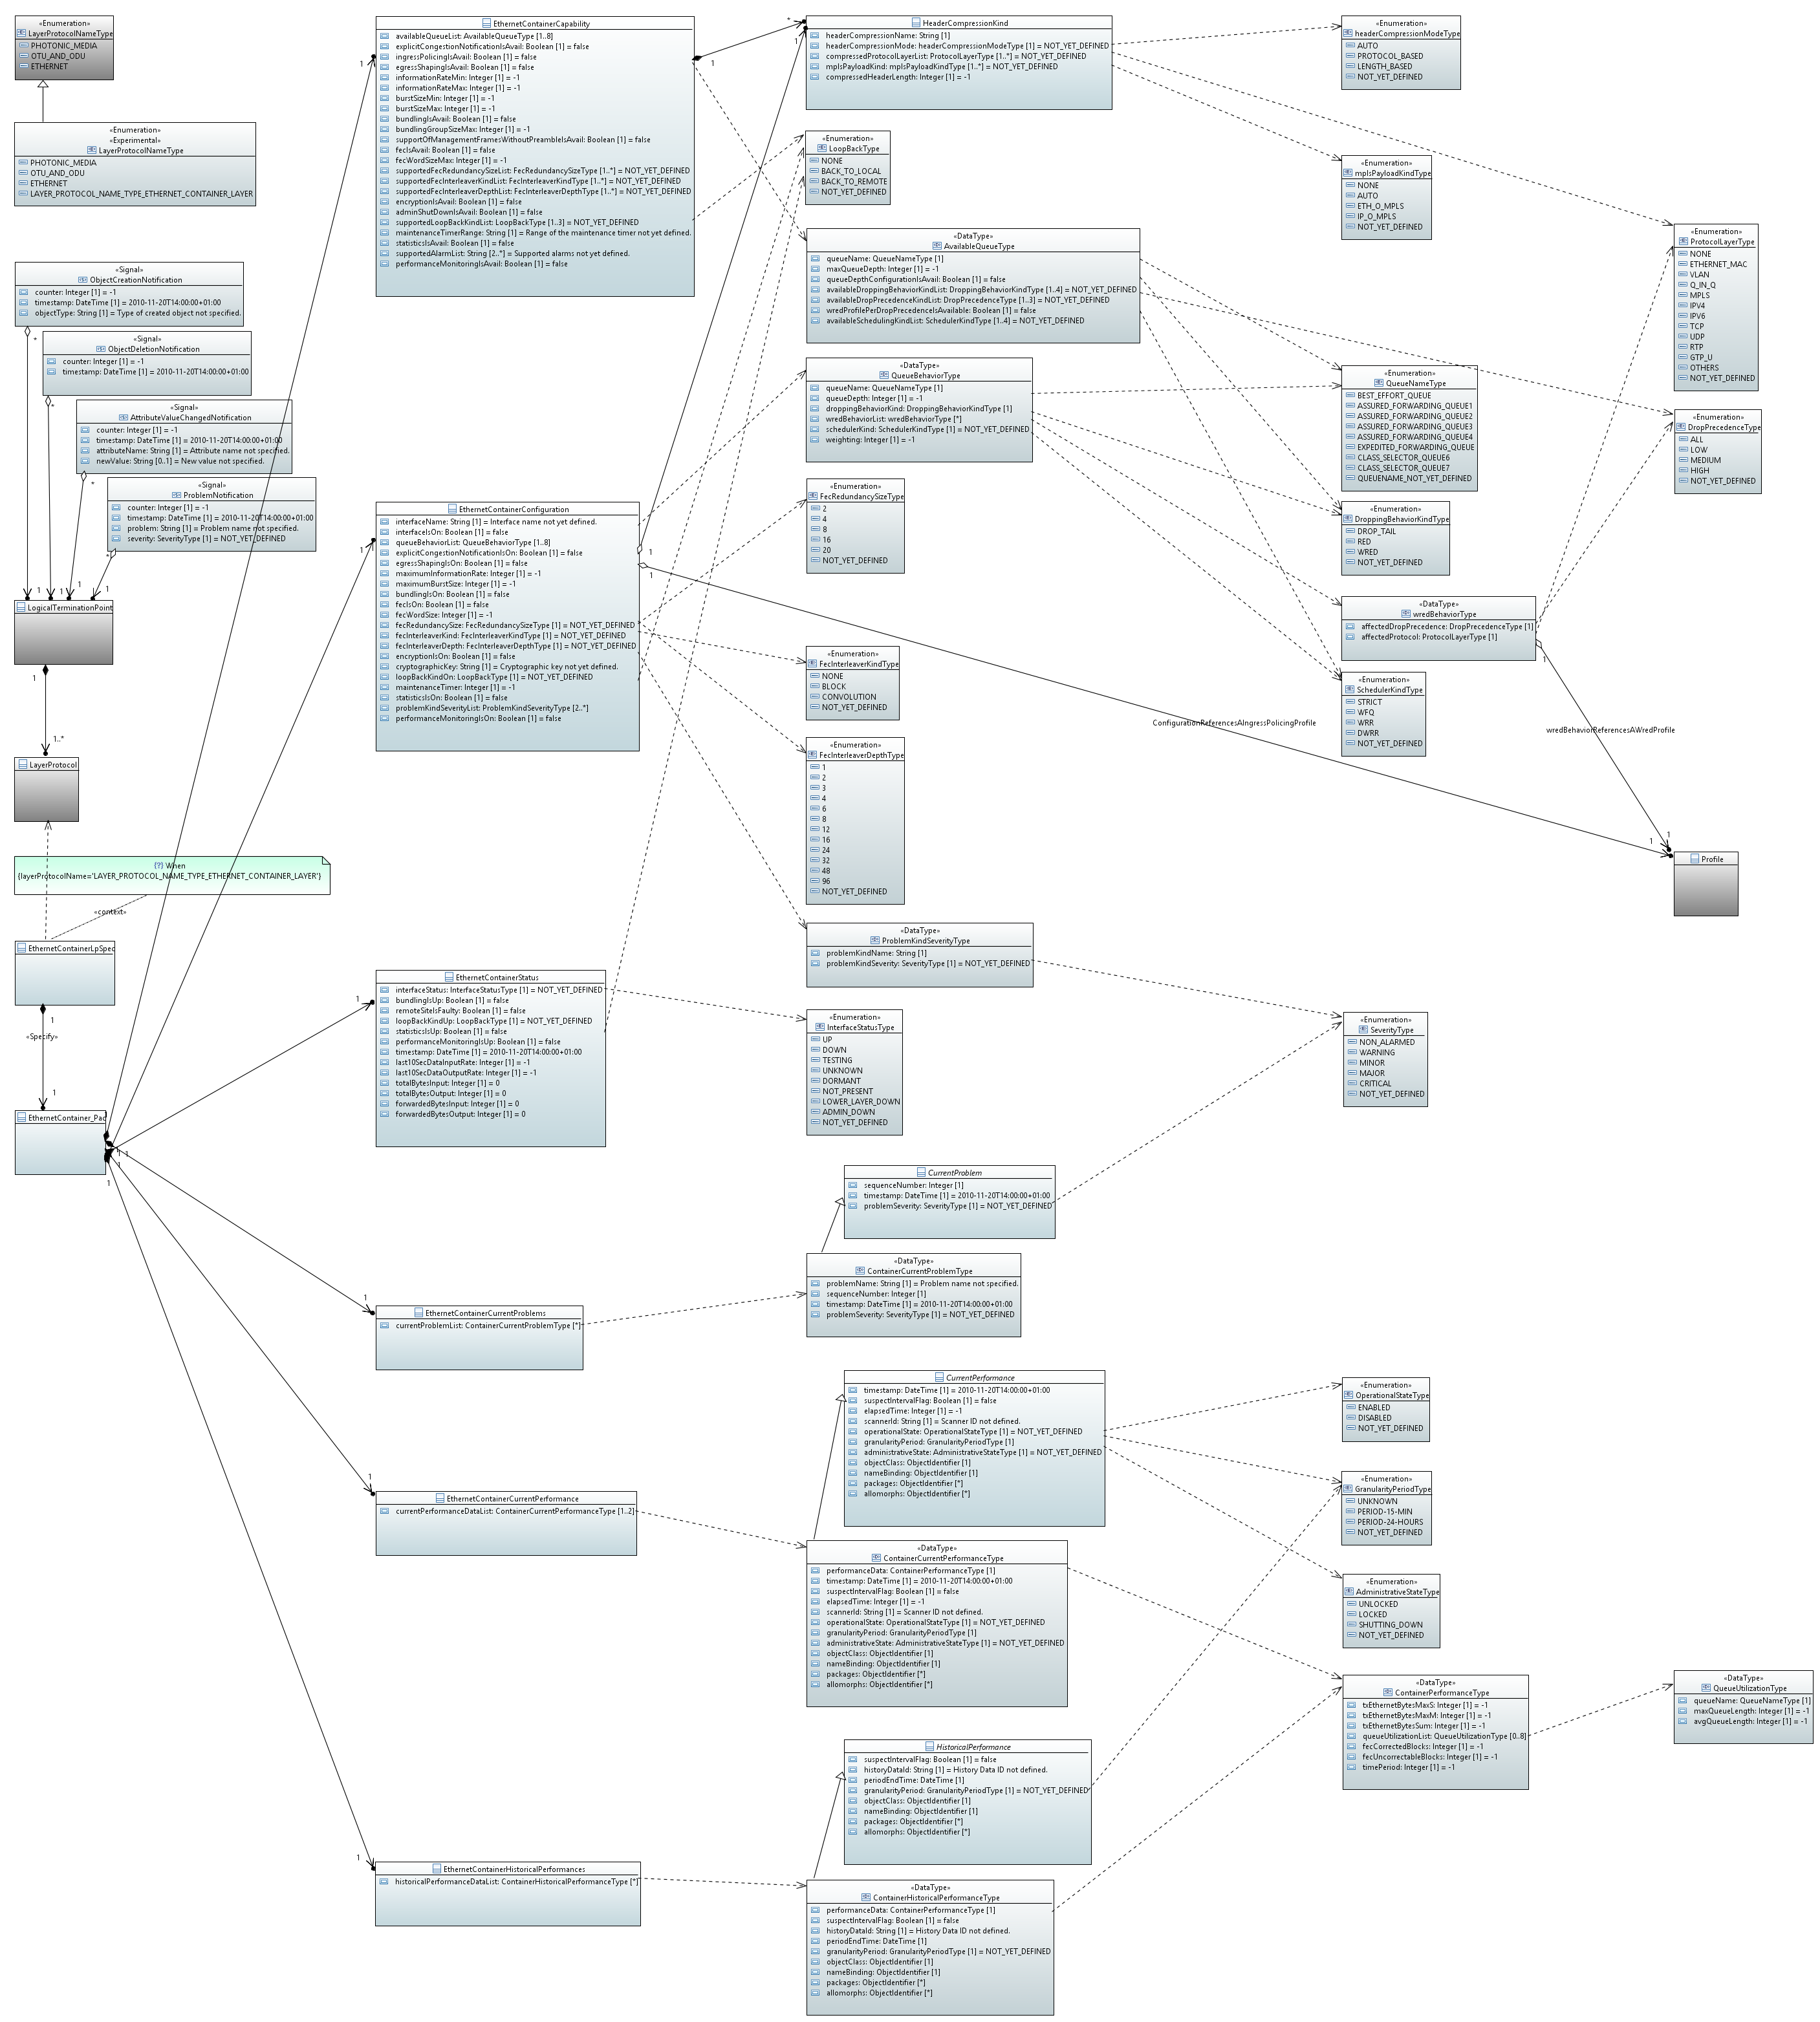 «Enumeration»
LayerProtocolNameType
PHOTONIC_MEDIA
OTU_AND_ODU
ETHERNET
«Enumeration»
«Experimental»
LayerProtocolNameType
PHOTONIC_MEDIA
OTU_AND_ODU
ETHERNET
LAYER_PROTOCOL_NAME_TYPE_ETHERNET_CONTAINER_LAYER
«Signal»
ObjectCreationNotification
counter: Integer [1] = -1
timestamp: DateTime [1] = 2010-11-20T14:00:00+01:00
objectType: String [1] = Type of created object not specified.
*
«Signal»
ObjectDeletionNotification
counter: Integer [1] = -1
timestamp: DateTime [1] = 2010-11-20T14:00:00+01:00
*
«Signal»
AttributeValueChangedNotification
counter: Integer [1] = -1
timestamp: DateTime [1] = 2010-11-20T14:00:00+01:00
attributeName: String [1] = Attribute name not specified.
newValue: String [0..1] = New value not specified.
*
«Signal»
ProblemNotification
counter: Integer [1] = -1
timestamp: DateTime [1] = 2010-11-20T14:00:00+01:00
problem: String [1] = Problem name not specified.
severity: SeverityType [1] = NOT_YET_DEFINED
*
1
1
1
1
LogicalTerminationPoint
1
1..*
LayerProtocol
{?} When
{layerProtocolName='LAYER_PROTOCOL_NAME_TYPE_ETHERNET_CONTAINER_LAYER'}
«context»
EthernetContainerLpSpec
1
«Specify»
1
EthernetContainer_Pac
1
1
1
1
EthernetContainerCapability
availableQueueList: AvailableQueueType [1..8]
explicitCongestionNotificationIsAvail: Boolean [1] = false
ingressPolicingIsAvail: Boolean [1] = false
egressShapingIsAvail: Boolean [1] = false
informationRateMin: Integer [1] = -1
informationRateMax: Integer [1] = -1
burstSizeMin: Integer [1] = -1
burstSizeMax: Integer [1] = -1
bundlingIsAvail: Boolean [1] = false
bundlingGroupSizeMax: Integer [1] = -1
supportOfManagementFramesWithoutPreambleIsAvail: Boolean [1] = false
fecIsAvail: Boolean [1] = false
fecWordSizeMax: Integer [1] = -1
supportedFecRedundancySizeList: FecRedundancySizeType [1..*] = NOT_YET_DEFINED
supportedFecInterleaverKindList: FecInterleaverKindType [1..*] = NOT_YET_DEFINED
supportedFecInterleaverDepthList: FecInterleaverDepthType [1..*] = NOT_YET_DEFINED
encryptionIsAvail: Boolean [1] = false
adminShutDownIsAvail: Boolean [1] = false
supportedLoopBackKindList: LoopBackType [1..3] = NOT_YET_DEFINED
maintenanceTimerRange: String [1] = Range of the maintenance timer not yet defined.
statisticsIsAvail: Boolean [1] = false
supportedAlarmList: String [2..*] = Supported alarms not yet defined.
performanceMonitoringIsAvail: Boolean [1] = false
1
*
1
1
1
EthernetContainerConfiguration
interfaceName: String [1] = Interface name not yet defined.
interfaceIsOn: Boolean [1] = false
queueBehaviorList: QueueBehaviorType [1..8]
explicitCongestionNotificationIsOn: Boolean [1] = false
egressShapingIsOn: Boolean [1] = false
maximumInformationRate: Integer [1] = -1
maximumBurstSize: Integer [1] = -1
bundlingIsOn: Boolean [1] = false
fecIsOn: Boolean [1] = false
fecWordSize: Integer [1] = -1
fecRedundancySize: FecRedundancySizeType [1] = NOT_YET_DEFINED
fecInterleaverKind: FecInterleaverKindType [1] = NOT_YET_DEFINED
fecInterleaverDepth: FecInterleaverDepthType [1] = NOT_YET_DEFINED
encryptionIsOn: Boolean [1] = false
cryptographicKey: String [1] = Cryptographic key not yet defined.
loopBackKindOn: LoopBackType [1] = NOT_YET_DEFINED
maintenanceTimer: Integer [1] = -1
statisticsIsOn: Boolean [1] = false
problemKindSeverityList: ProblemKindSeverityType [2..*]
performanceMonitoringIsOn: Boolean [1] = false
1
1
1
EthernetContainerStatus
interfaceStatus: InterfaceStatusType [1] = NOT_YET_DEFINED
bundlingIsUp: Boolean [1] = false
remoteSiteIsFaulty: Boolean [1] = false
loopBackKindUp: LoopBackType [1] = NOT_YET_DEFINED
statisticsIsUp: Boolean [1] = false
performanceMonitoringIsUp: Boolean [1] = false
timestamp: DateTime [1] = 2010-11-20T14:00:00+01:00
last10SecDataInputRate: Integer [1] = -1
last10SecDataOutputRate: Integer [1] = -1
totalBytesInput: Integer [1] = 0
totalBytesOutput: Integer [1] = 0
forwardedBytesInput: Integer [1] = 0
forwardedBytesOutput: Integer [1] = 0
1
EthernetContainerCurrentProblems
currentProblemList: ContainerCurrentProblemType [*]
1
EthernetContainerCurrentPerformance
currentPerformanceDataList: ContainerCurrentPerformanceType [1..2]
1
EthernetContainerHistoricalPerformances
historicalPerformanceDataList: ContainerHistoricalPerformanceType [*]
HeaderCompressionKind
headerCompressionName: String [1]
headerCompressionMode: headerCompressionModeType [1] = NOT_YET_DEFINED
compressedProtocolLayerList: ProtocolLayerType [1..*] = NOT_YET_DEFINED
mplsPayloadKind: mplsPayloadKindType [1..*] = NOT_YET_DEFINED
compressedHeaderLength: Integer [1] = -1
«Enumeration»
LoopBackType
NONE
BACK_TO_LOCAL
BACK_TO_REMOTE
NOT_YET_DEFINED
«DataType»
AvailableQueueType
queueName: QueueNameType [1]
maxQueueDepth: Integer [1] = -1
queueDepthConfigurationIsAvail: Boolean [1] = false
availableDroppingBehaviorKindList: DroppingBehaviorKindType [1..4] = NOT_YET_DEFINED
availableDropPrecedenceKindList: DropPrecedenceType [1..3] = NOT_YET_DEFINED
wredProfilePerDropPrecedenceIsAvailable: Boolean [1] = false
availableSchedulingKindList: SchedulerKindType [1..4] = NOT_YET_DEFINED
«DataType»
QueueBehaviorType
queueName: QueueNameType [1]
queueDepth: Integer [1] = -1
droppingBehaviorKind: DroppingBehaviorKindType [1]
wredBehaviorList: wredBehaviorType [*]
schedulerKind: SchedulerKindType [1] = NOT_YET_DEFINED
weighting: Integer [1] = -1
«Enumeration»
FecRedundancySizeType
2
4
8
16
20
NOT_YET_DEFINED
«Enumeration»
FecInterleaverKindType
NONE
BLOCK
CONVOLUTION
NOT_YET_DEFINED
«Enumeration»
FecInterleaverDepthType
1
2
3
4
6
8
12
16
24
32
48
96
NOT_YET_DEFINED
«DataType»
ProblemKindSeverityType
problemKindName: String [1]
problemKindSeverity: SeverityType [1] = NOT_YET_DEFINED
«Enumeration»
InterfaceStatusType
UP
DOWN
TESTING
UNKNOWN
DORMANT
NOT_PRESENT
LOWER_LAYER_DOWN
ADMIN_DOWN
NOT_YET_DEFINED
CurrentProblem
sequenceNumber: Integer [1]
timestamp: DateTime [1] = 2010-11-20T14:00:00+01:00
problemSeverity: SeverityType [1] = NOT_YET_DEFINED
«DataType»
ContainerCurrentProblemType
problemName: String [1] = Problem name not specified.
sequenceNumber: Integer [1]
timestamp: DateTime [1] = 2010-11-20T14:00:00+01:00
problemSeverity: SeverityType [1] = NOT_YET_DEFINED
CurrentPerformance
timestamp: DateTime [1] = 2010-11-20T14:00:00+01:00
suspectIntervalFlag: Boolean [1] = false
elapsedTime: Integer [1] = -1
scannerId: String [1] = Scanner ID not defined.
operationalState: OperationalStateType [1] = NOT_YET_DEFINED
granularityPeriod: GranularityPeriodType [1]
administrativeState: AdministrativeStateType [1] = NOT_YET_DEFINED
objectClass: ObjectIdentifier [1]
nameBinding: ObjectIdentifier [1]
packages: ObjectIdentifier [*]
allomorphs: ObjectIdentifier [*]
«DataType»
ContainerCurrentPerformanceType
performanceData: ContainerPerformanceType [1]
timestamp: DateTime [1] = 2010-11-20T14:00:00+01:00
suspectIntervalFlag: Boolean [1] = false
elapsedTime: Integer [1] = -1
scannerId: String [1] = Scanner ID not defined.
operationalState: OperationalStateType [1] = NOT_YET_DEFINED
granularityPeriod: GranularityPeriodType [1]
administrativeState: AdministrativeStateType [1] = NOT_YET_DEFINED
objectClass: ObjectIdentifier [1]
nameBinding: ObjectIdentifier [1]
packages: ObjectIdentifier [*]
allomorphs: ObjectIdentifier [*]
HistoricalPerformance
suspectIntervalFlag: Boolean [1] = false
historyDataId: String [1] = History Data ID not defined.
periodEndTime: DateTime [1]
granularityPeriod: GranularityPeriodType [1] = NOT_YET_DEFINED
objectClass: ObjectIdentifier [1]
nameBinding: ObjectIdentifier [1]
packages: ObjectIdentifier [*]
allomorphs: ObjectIdentifier [*]
«DataType»
ContainerHistoricalPerformanceType
performanceData: ContainerPerformanceType [1]
suspectIntervalFlag: Boolean [1] = false
historyDataId: String [1] = History Data ID not defined.
periodEndTime: DateTime [1]
granularityPeriod: GranularityPeriodType [1] = NOT_YET_DEFINED
objectClass: ObjectIdentifier [1]
nameBinding: ObjectIdentifier [1]
packages: ObjectIdentifier [*]
allomorphs: ObjectIdentifier [*]
«Enumeration»
headerCompressionModeType
AUTO
PROTOCOL_BASED
LENGTH_BASED
NOT_YET_DEFINED
«Enumeration»
mplsPayloadKindType
NONE
AUTO
ETH_O_MPLS
IP_O_MPLS
NOT_YET_DEFINED
«Enumeration»
QueueNameType
BEST_EFFORT_QUEUE
ASSURED_FORWARDING_QUEUE1
ASSURED_FORWARDING_QUEUE2
ASSURED_FORWARDING_QUEUE3
ASSURED_FORWARDING_QUEUE4
EXPEDITED_FORWARDING_QUEUE
CLASS_SELECTOR_QUEUE6
CLASS_SELECTOR_QUEUE7
QUEUENAME_NOT_YET_DEFINED
«Enumeration»
DroppingBehaviorKindType
DROP_TAIL
RED
WRED
NOT_YET_DEFINED
«DataType»
wredBehaviorType
affectedDropPrecedence: DropPrecedenceType [1]
affectedProtocol: ProtocolLayerType [1]
1
«Enumeration»
SchedulerKindType
STRICT
WFQ
WRR
DWRR
NOT_YET_DEFINED
ConfigurationReferencesAIngressPolicingProfile
wredBehaviorReferencesAWredProfile
«Enumeration»
SeverityType
NON_ALARMED
WARNING
MINOR
MAJOR
CRITICAL
NOT_YET_DEFINED
«Enumeration»
OperationalStateType
ENABLED
DISABLED
NOT_YET_DEFINED
«Enumeration»
GranularityPeriodType
UNKNOWN
PERIOD-15-MIN
PERIOD-24-HOURS
NOT_YET_DEFINED
«Enumeration»
AdministrativeStateType
UNLOCKED
LOCKED
SHUTTING_DOWN
NOT_YET_DEFINED
«DataType»
ContainerPerformanceType
txEthernetBytesMaxS: Integer [1] = -1
txEthernetBytesMaxM: Integer [1] = -1
txEthernetBytesSum: Integer [1] = -1
queueUtilizationList: QueueUtilizationType [0..8]
fecCorrectedBlocks: Integer [1] = -1
fecUncorrectableBlocks: Integer [1] = -1
timePeriod: Integer [1] = -1
«Enumeration»
ProtocolLayerType
NONE
ETHERNET_MAC
VLAN
Q_IN_Q
MPLS
IPV4
IPV6
TCP
UDP
RTP
GTP_U
OTHERS
NOT_YET_DEFINED
«Enumeration»
DropPrecedenceType
ALL
LOW
MEDIUM
HIGH
NOT_YET_DEFINED
1
1
Profile
«DataType»
QueueUtilizationType
queueName: QueueNameType [1]
maxQueueLength: Integer [1] = -1
avgQueueLength: Integer [1] = -1